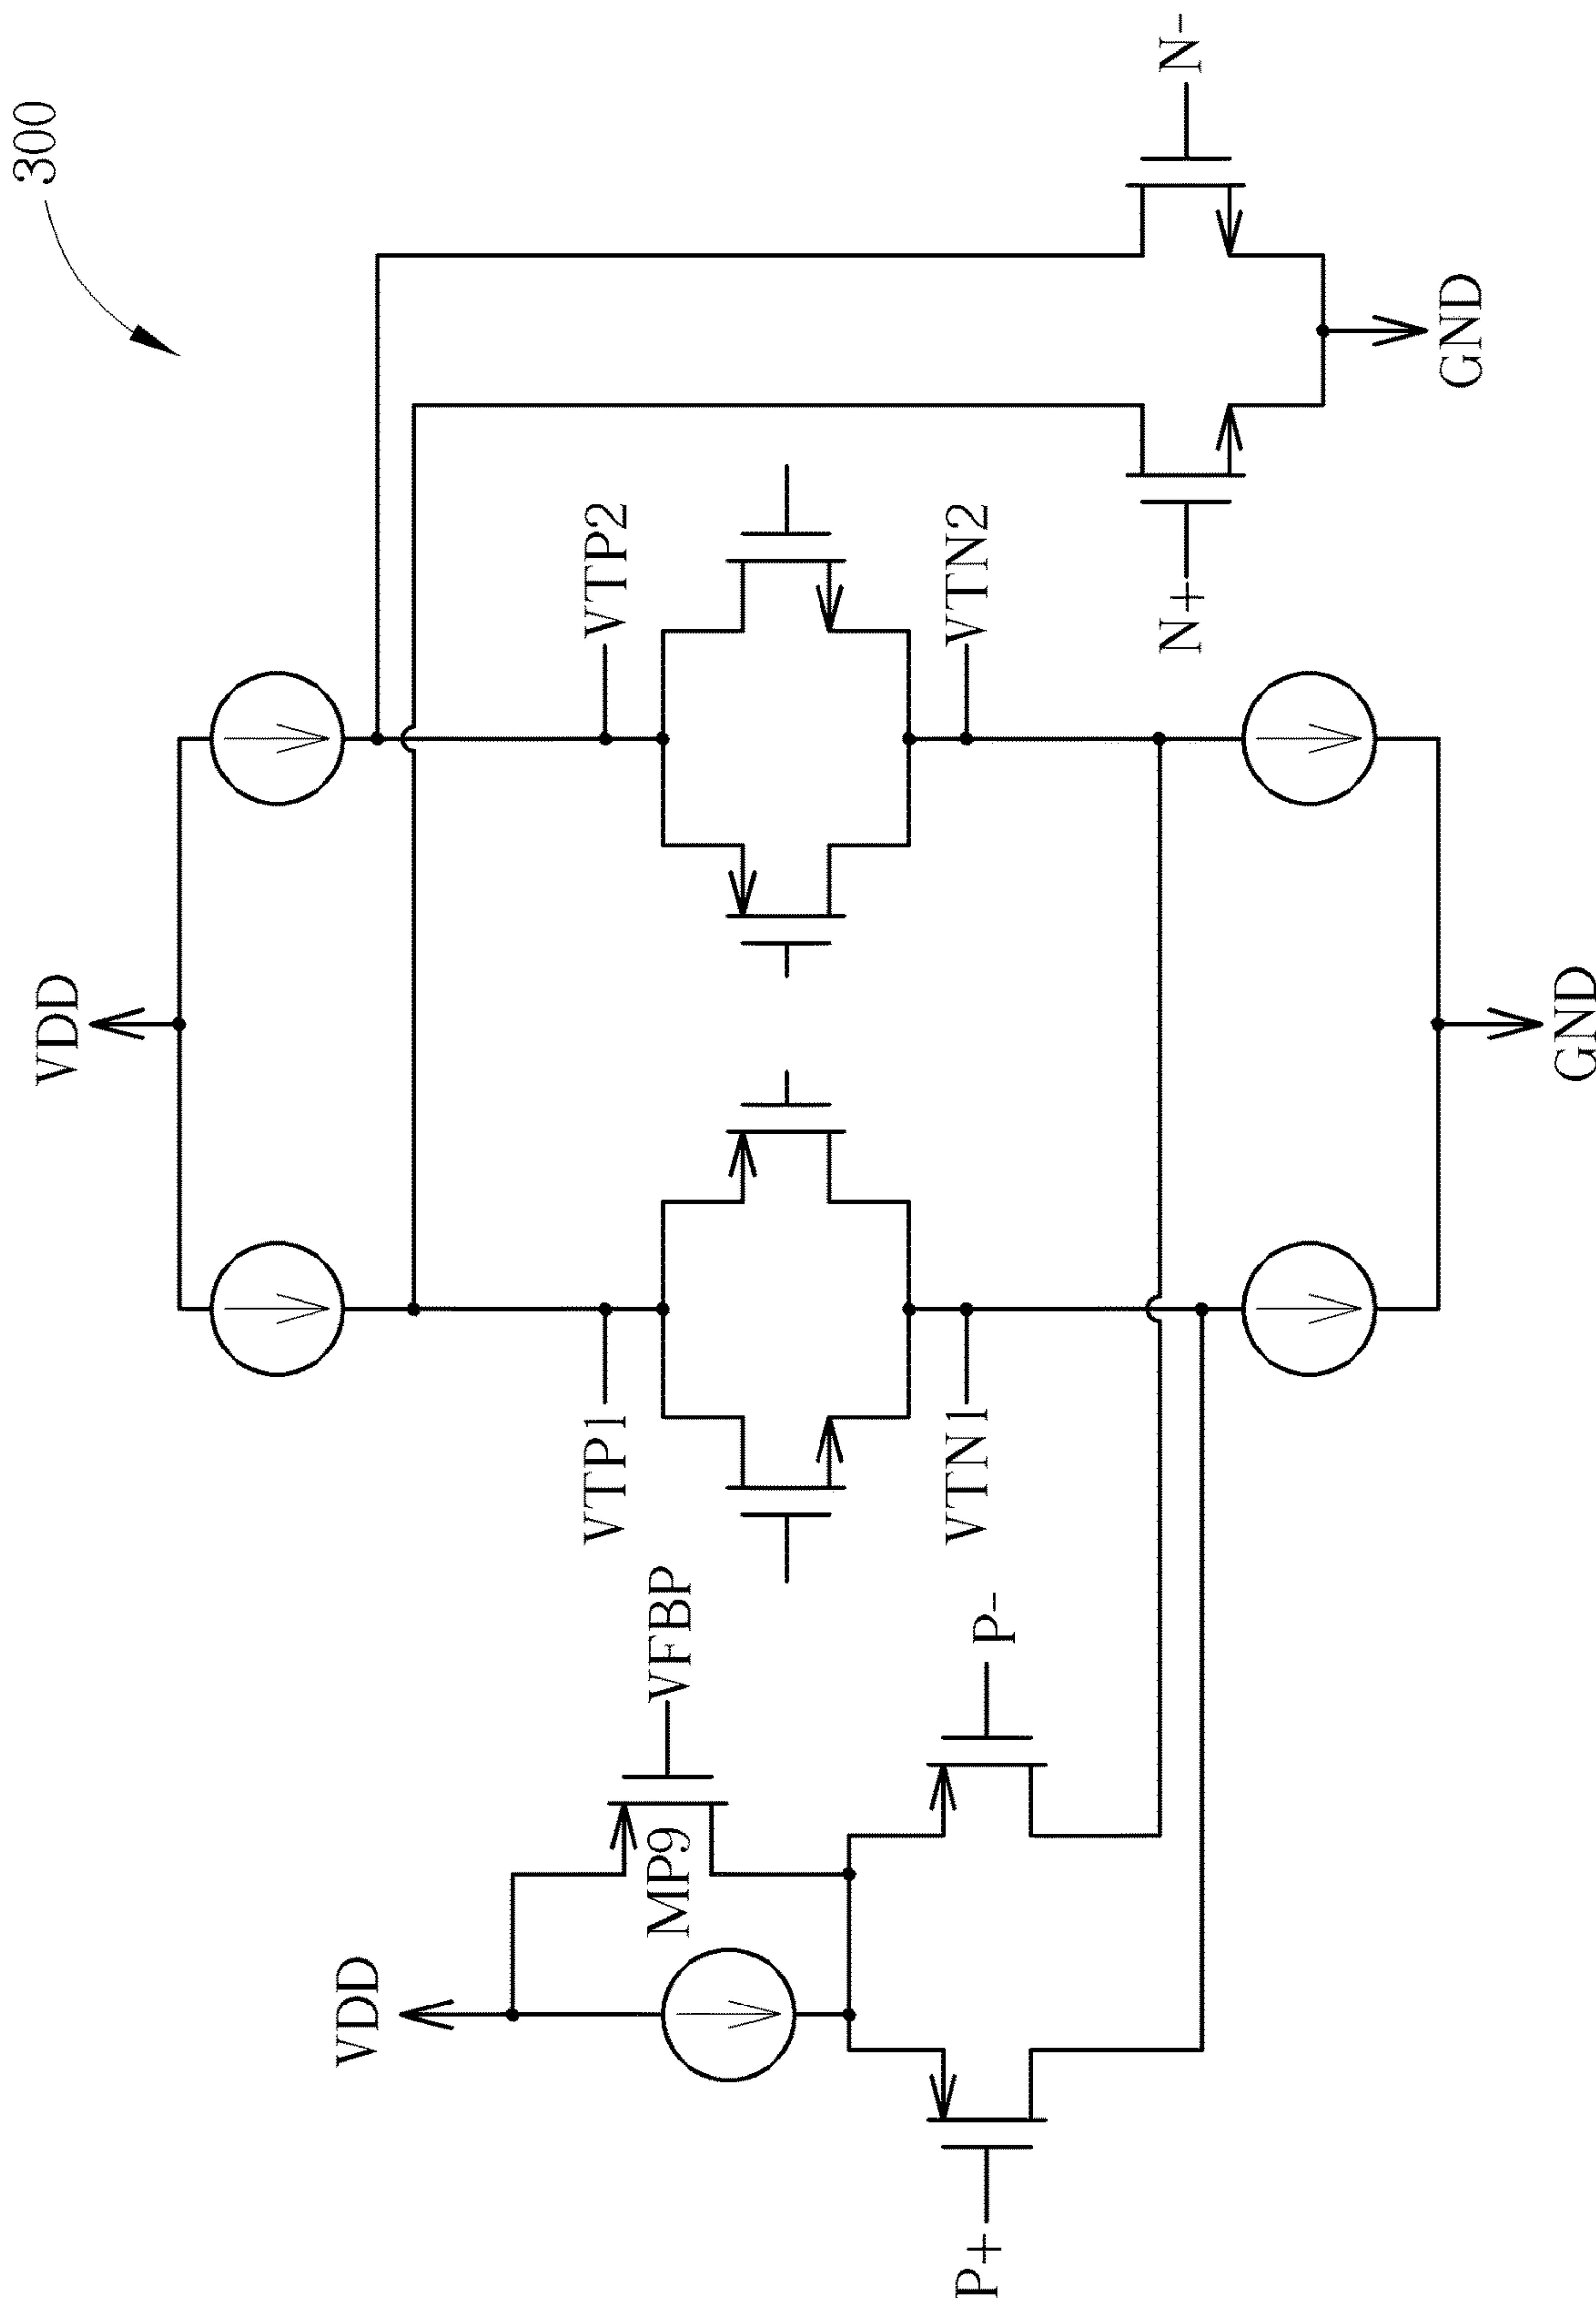 300
VDD
VDD
VFBP
MP9
VTP1
VTP2
P+
P-
VTN1
VTN2
N+
N-
GND
GND